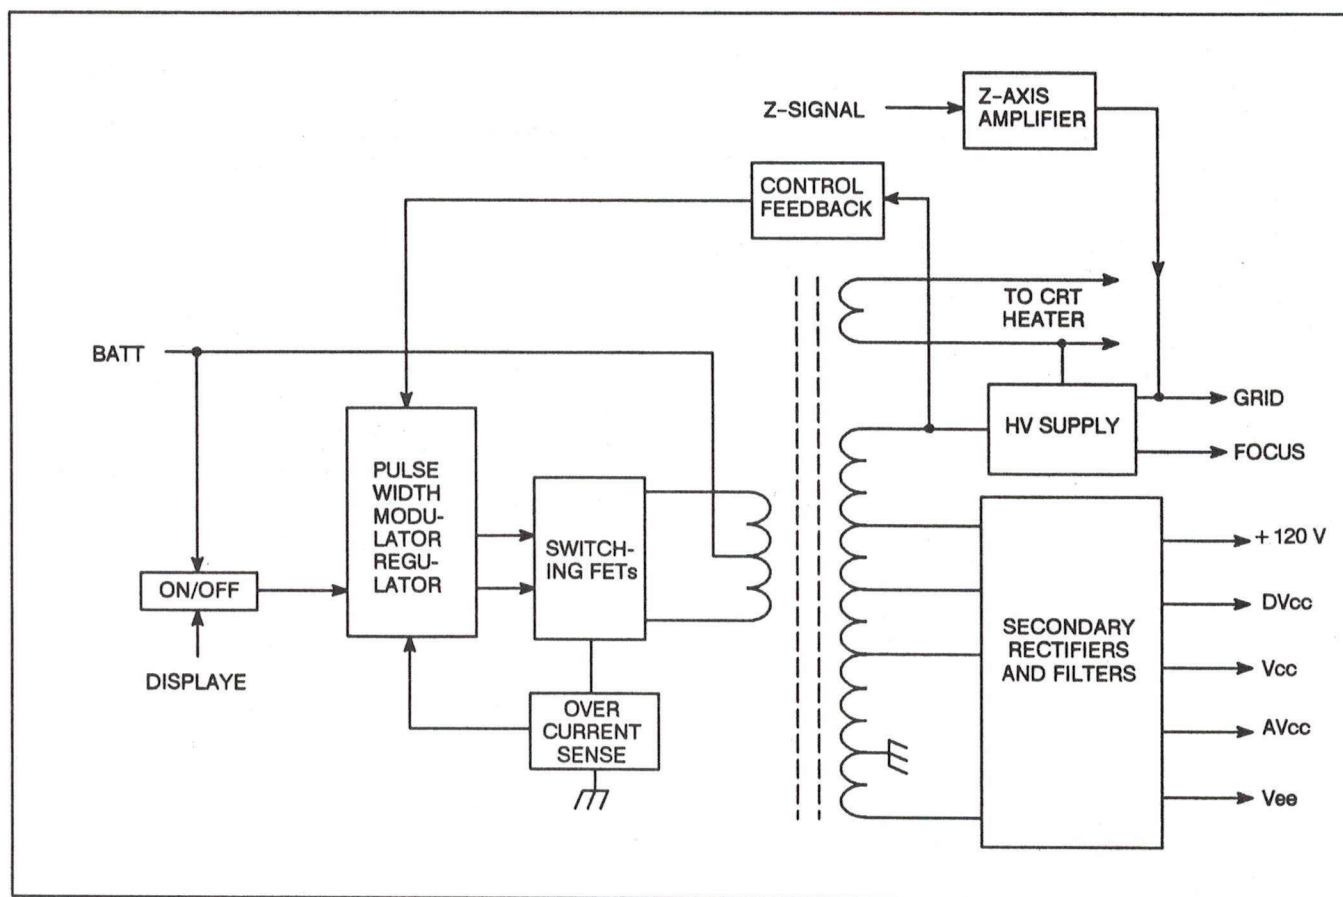 Z-SIGNAL
Z-AXIS
AMPLIFIER
CONTROL
FEEDBACK
TO CRT
HEATER
BATT
GRID
HV SUPPLY
FOCUS
PULSE
WIDTH
MODU-
LATOR
REGU-
LATOR
SWITCH-
ING FETs
+120 V
ON/OFF
DVcc
SECONDARY
RECTIFIERS
AND FILTERS
Vcc
DISPLAYE
OVER
CURRENT
SENSE
AVcc
Vee